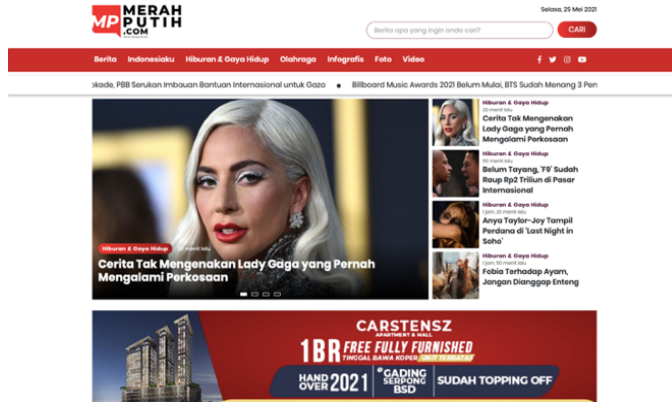 MP MERAH
PUTIH
.COM
Selasa, 25 Mei 2021
Berita apa yang ingin anda cari?
CARI
Berita Indonesiaku Hiburan & Gaya Hidup Olahraga Infografis Foto Video
okade, PBB Serukan Imbauan Bantuan Internasional untuk Gaza • Billboard Music Awards 2021 Belum Mulai, BTS Sudah Menang 3 Pen
Hiburan & Gaya Hidup
menit lalu
Cerita Tak Mengenakan Lady Gaga yang Pernah
Mengalami Perkosaan
Hiburan & Gaya Hidup
20 menit lalu
Cerita Tak Mengenakan
Lady Gaga yang Pernah
Mengalami Perkosaan
Hiburan & Gaya Hidup
50 menit lalu
Belum Tayang, 'F9' Sudah
Raup Rp2 Triliun di Pasar
Internasional
Hiburan & Gaya Hidup
1 jam, 20 menit lalu
Anya Taylor-Joy Tampil
Perdana di 'Last Night in
Soho'
Hiburan & Gaya Hidup
1 jam, 50 menit lalu
Fobia Terhadap Ayam,
Jangan Dianggap Enteng
CARSTENSZ
APARTMENT & MALL
1BR FREE FULLY FURNISHED
TINGGAL BAWA KOPER, UNIT TERBATAS
HAND OVER 2021 GADING SERPONG BSD SUDAH TOPPING OFF